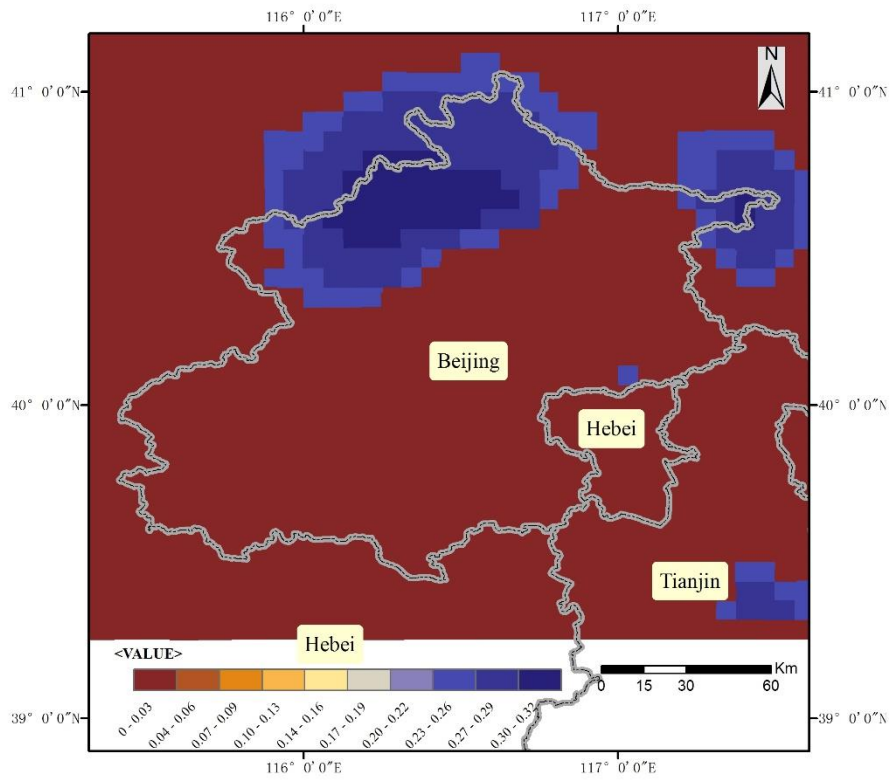 116° 0′0″E 117° 0′0″E
N
41° 0′0″N 41° 0′0″N
Beijing
40° 0′0″N 40° 0′0″N
Hebei
Tianjin
Hebei
<VALUE>
Km
0 15 30 60
0 - 0.03 0.04 - 0.06 0.07 - 0.09 0.10 - 0.13 0.14 - 0.16 0.17 - 0.19 0.20 - 0.22 0.23 - 0.26 0.27 - 0.29 0.30 - 0.32
39° 0′0″N 39° 0′0″N
116° 0′0″E 117° 0′0″E